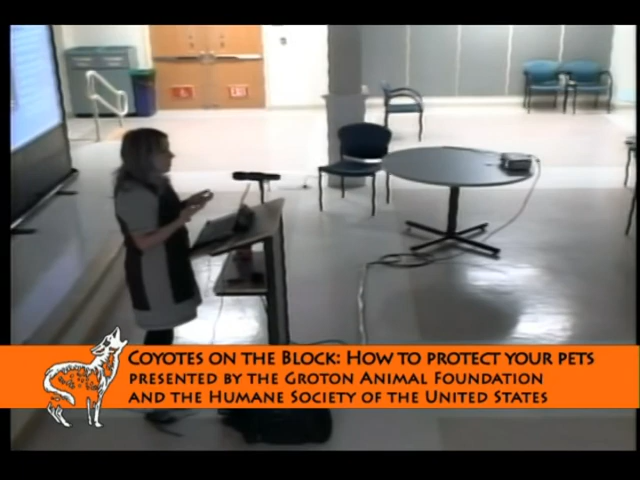 EXIT
Coyotes on the Block: How to protect your pets
presented by the Groton Animal Foundation
and the Humane Society of the United States